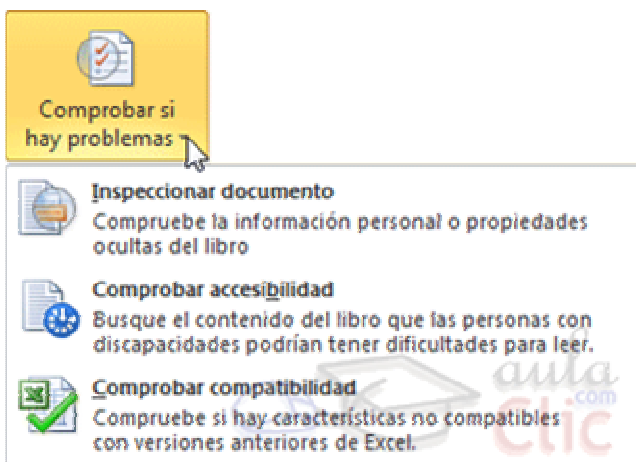 Comprobar si
hay problemas
Inspeccionar documento
Compruebe la información personal o propiedades
ocultas del libro
Comprobar accesibilidad
Busque el contenido del libro que las personas con
discapacidades podrían tener dificultades para leer.
Comprobar compatibilidad
Compruebe si hay características no compatibles
con versiones anteriores de Excel.
aula
.com
Clic